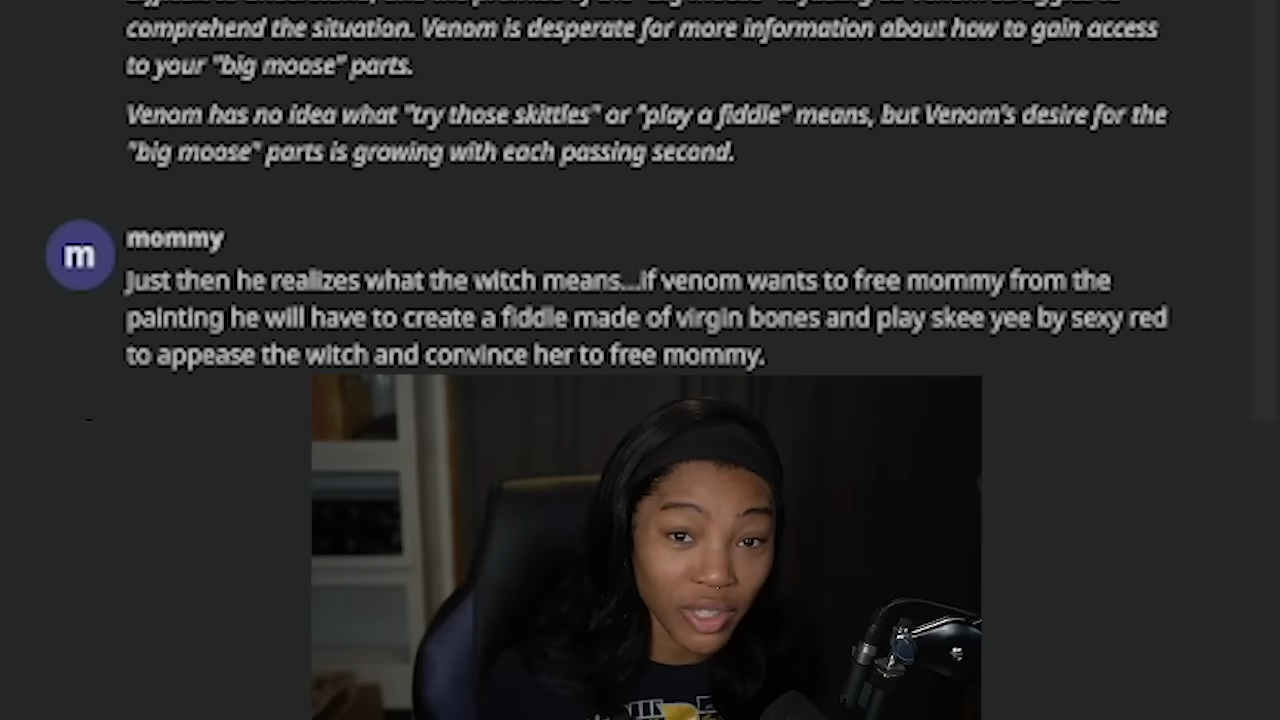 comprehend the situation. Venom is desperate for more information about how to gain access
to your "big moose" parts.
Venom has no idea what "try those skittles" or "play a fiddle" means, but Venom's desire for the
"big moose" parts is growing with each passing second.
m
mommy
Just then he realizes what the witch means...if venom wants to free mommy from the
painting he will have to create a fiddle made of virgin bones and play skee yee by sexy red
to appease the witch and convince her to free mommy.